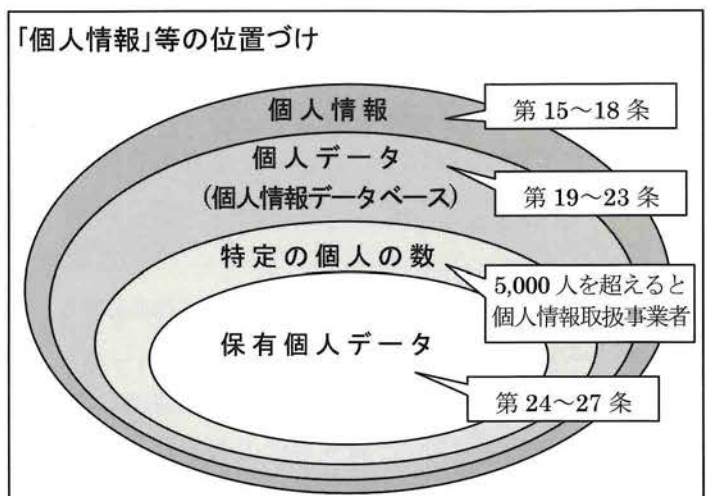 「個人情報」等の位置づけ
個人情報
第 15～18 条
個人データ
(個人情報データベース)
第 19～23 条
特定の個人の数
5,000 人を超えると
個人情報取扱事業者
保有個人データ
第 24～27 条